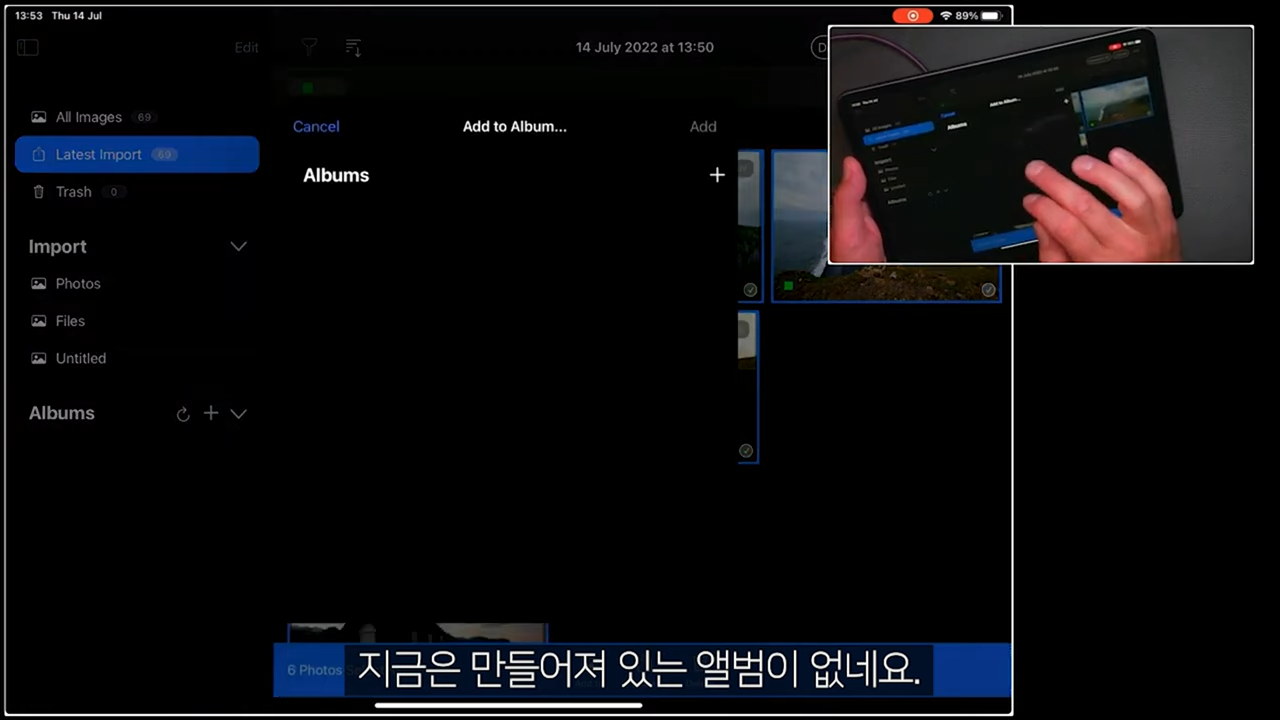 13:53 Thu 14 Jul
89%
Edit
14 July 2022 at 13:50
All Images 69
Latest Import 69
Trash 0
Import
Photos
Files
Untitled
Albums
Cancel
Add to Album...
Add
Albums
6 Photos
지금은 만들어져 있는 앨범이 없네요.